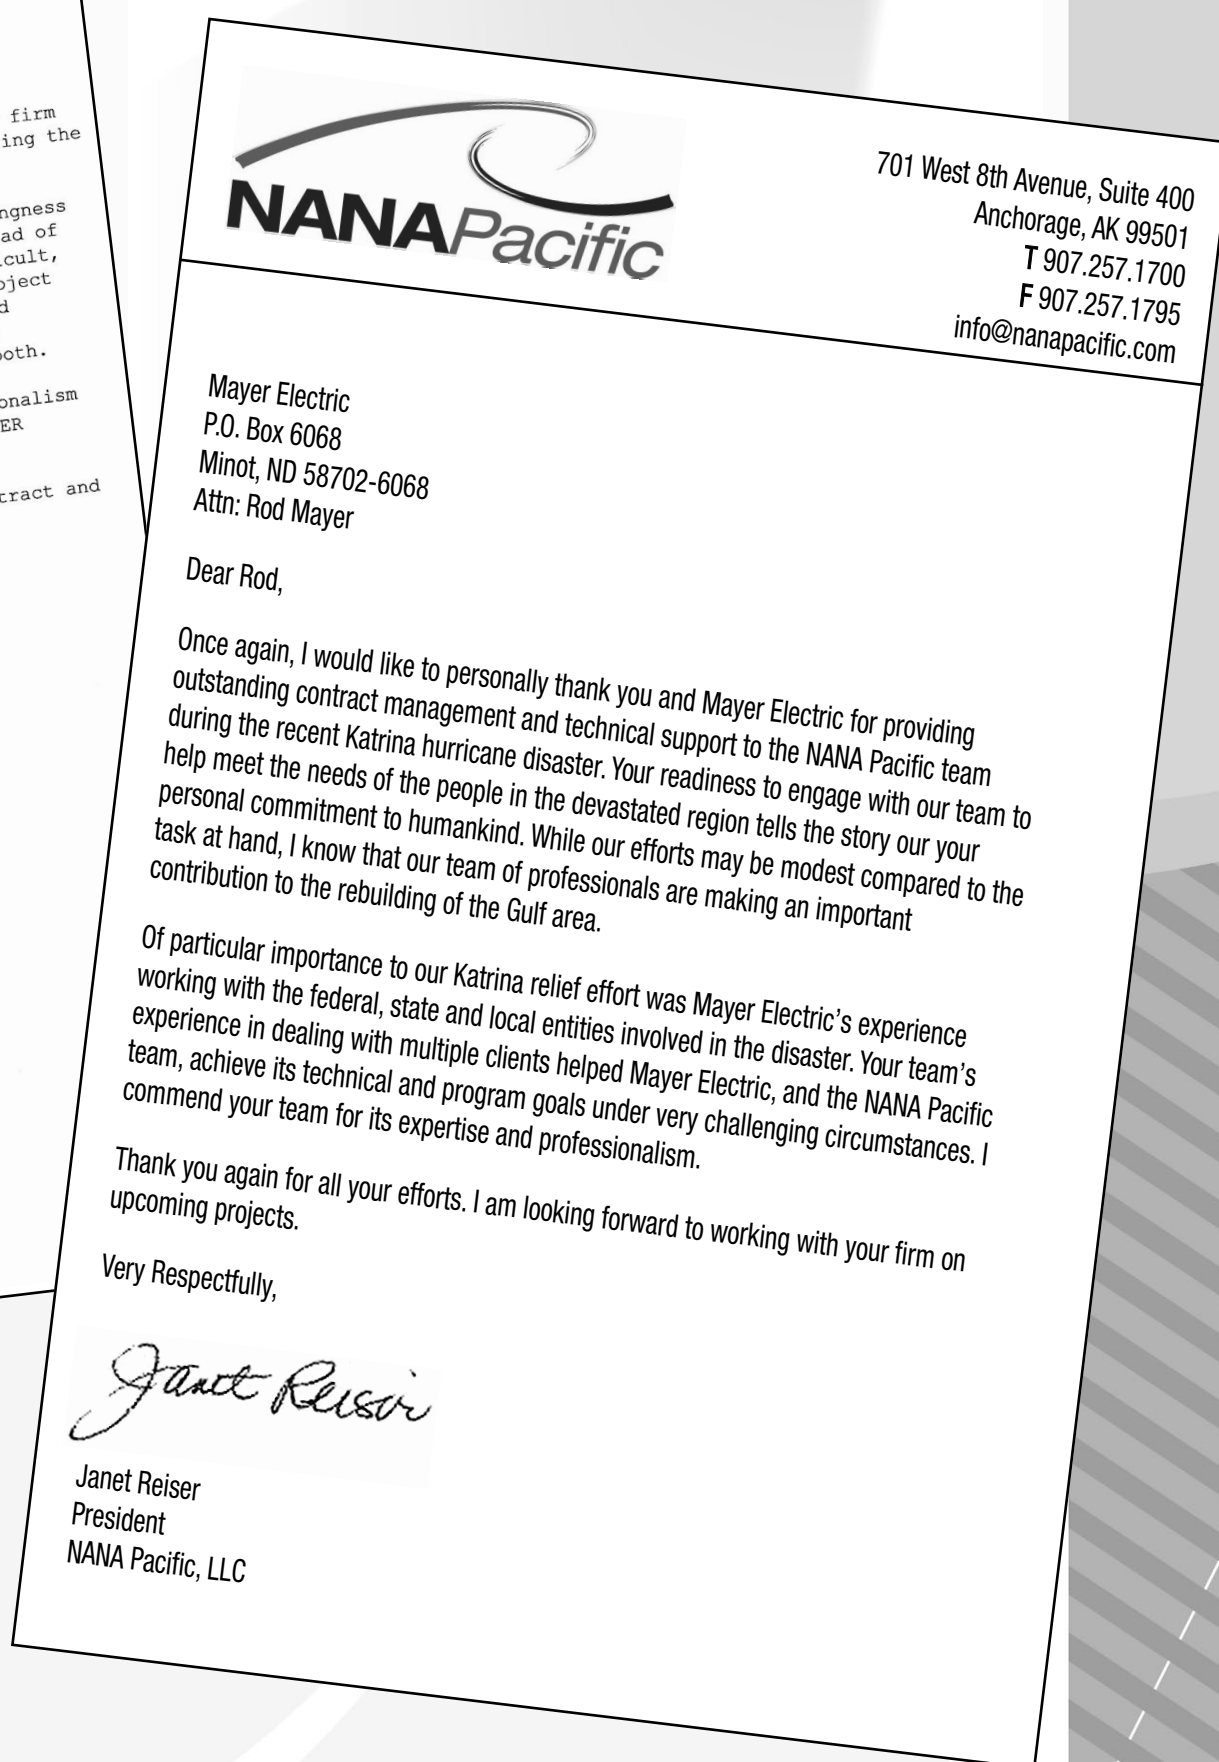 firm
ing the
ngness
ad of
cult,
oject
d
ooth.
onalism
ER
tract and
NANAPacific
701 West 8th Avenue, Suite 400
Anchorage, AK 99501
T 907.257.1700
F 907.257.1795
info@nanapacific.com
Mayer Electric
P.O. Box 6068
Minot, ND 58702-6068
Attn: Rod Mayer
Dear Rod,
Once again, I would like to personally thank you and Mayer Electric for providing
outstanding contract management and technical support to the NANA Pacific team
during the recent Katrina hurricane disaster. Your readiness to engage with our team to
help meet the needs of the people in the devastated region tells the story our your
personal commitment to humankind. While our efforts may be modest compared to the
task at hand, I know that our team of professionals are making an important
contribution to the rebuilding of the Gulf area.
Of particular importance to our Katrina relief effort was Mayer Electric's experience
working with the federal, state and local entities involved in the disaster. Your team's
experience in dealing with multiple clients helped Mayer Electric, and the NANA Pacific
team, achieve its technical and program goals under very challenging circumstances. I
commend your team for its expertise and professionalism.
Thank you again for all your efforts. I am looking forward to working with your firm on
upcoming projects.
Very Respectfully,
Janet Reiser
Janet Reiser
President
NANA Pacific, LLC